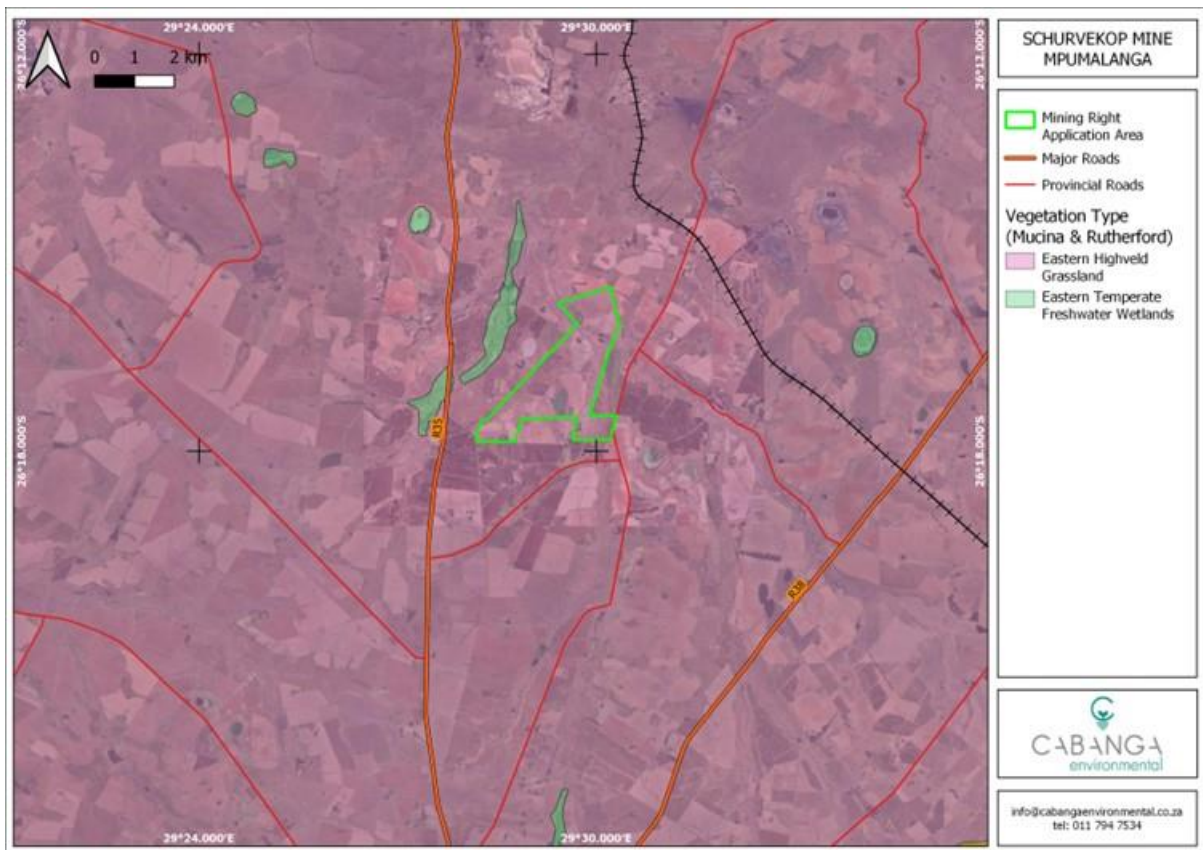 29°24.000'E
29°30.000'E
26°12.000'S
26°12.000'S
0 1 2 km
R35
R38
26°18.000'S
26°18.000'S
29°24.000'E
29°30.000'E
SCHURVEKOP MINE
MPUMALANGA
Mining Right
Application Area
Major Roads
Provincial Roads
Vegetation Type
(Mucina & Rutherford)
Eastern Highveld
Grassland
Eastern Temperate
Freshwater Wetlands
CABANGA
environmental
info@cabangaenvironmental.co.za
tel: 011 794 7534